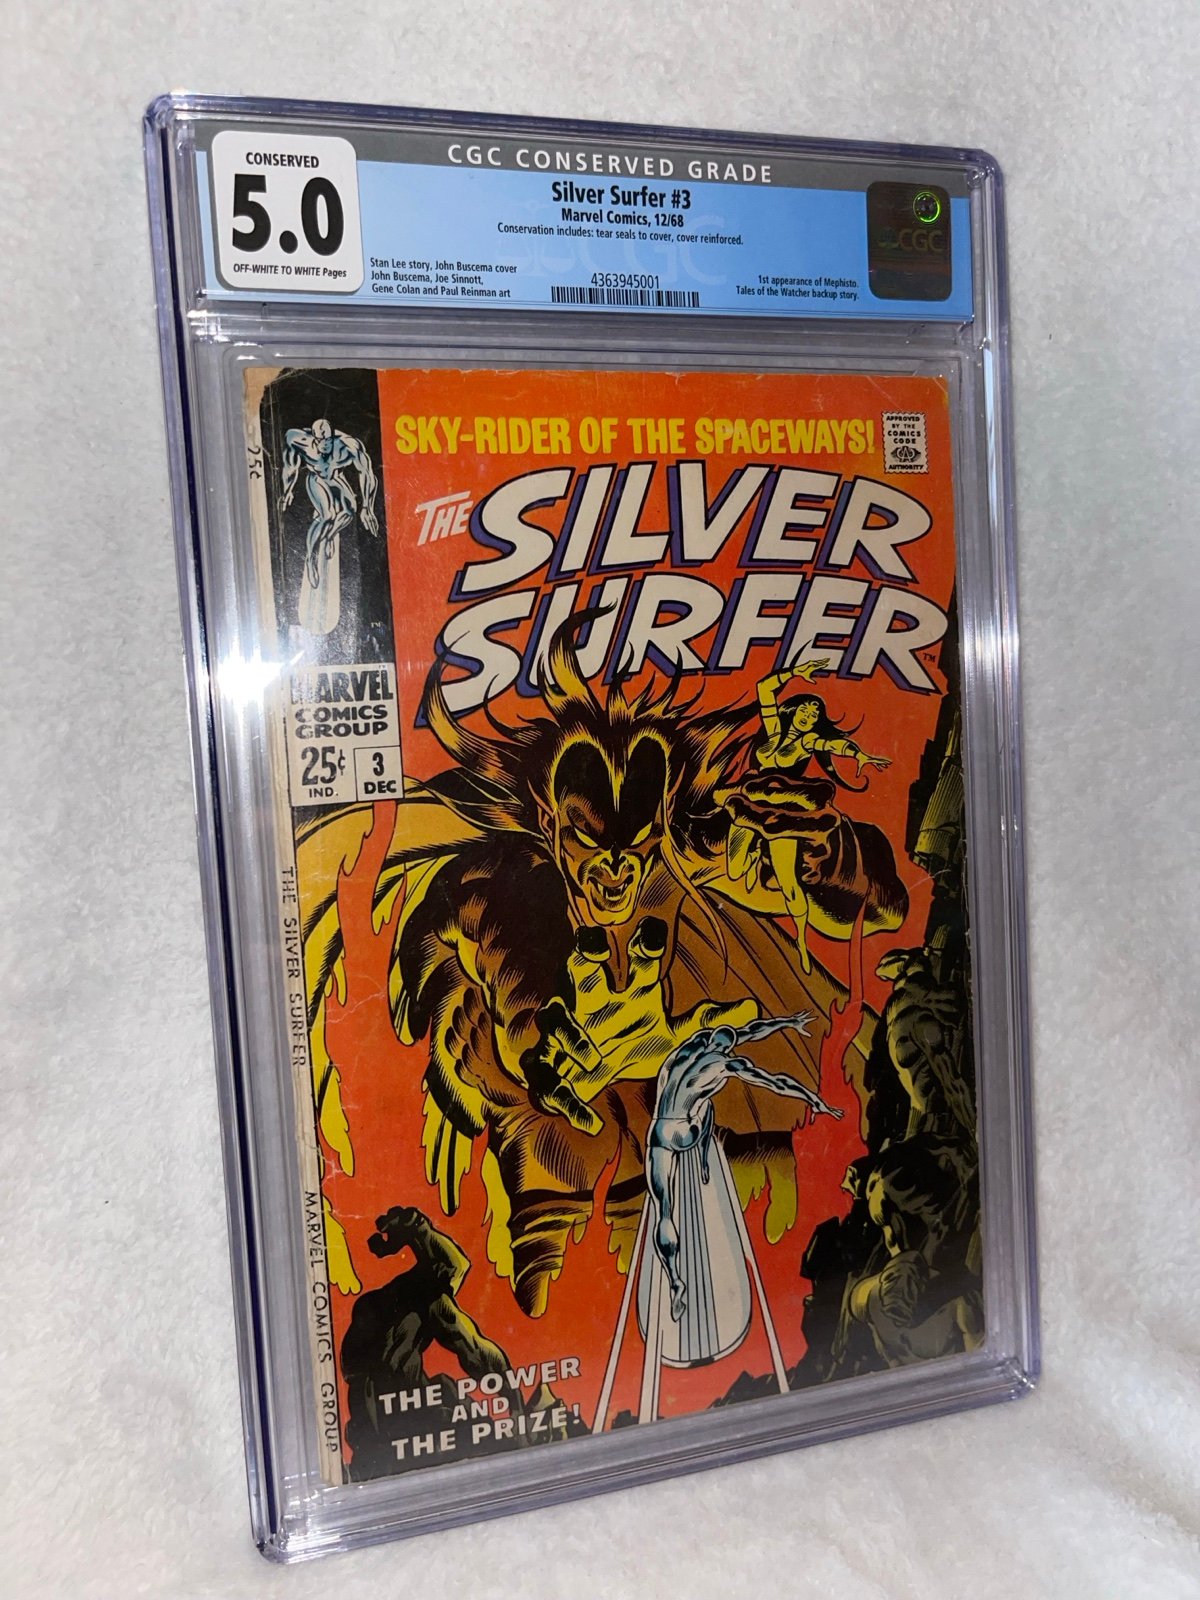 CGC CONSERVED GRADE
CONSERVED
5.0
OFF-WHITE TO WHITE Pages
Silver Surfer #3
Marvel Comics, 12/68
Conservation includes: tear seals to cover, cover reinforced.
Stan Lee story, John Buscema cover
John Buscema, Joe Sinnott,
Gene Colan and Paul Reinman art
4363945001
1st appearance of Mephisto.
Tales of the Watcher backup story.
CGC
25¢
SKY-RIDER OF THE SPACEWAYS!
APPROVED
BY THE
COMICS
CODE
CA
AUTHORITY
THE SILVER
SURFER
TM
TM
MARVEL
COMICS
GROUP
25¢
IND.
3
DEC
THE SILVER SURFER
MARVEL COMICS GROUP
THE POWER
AND
THE PRIZE!